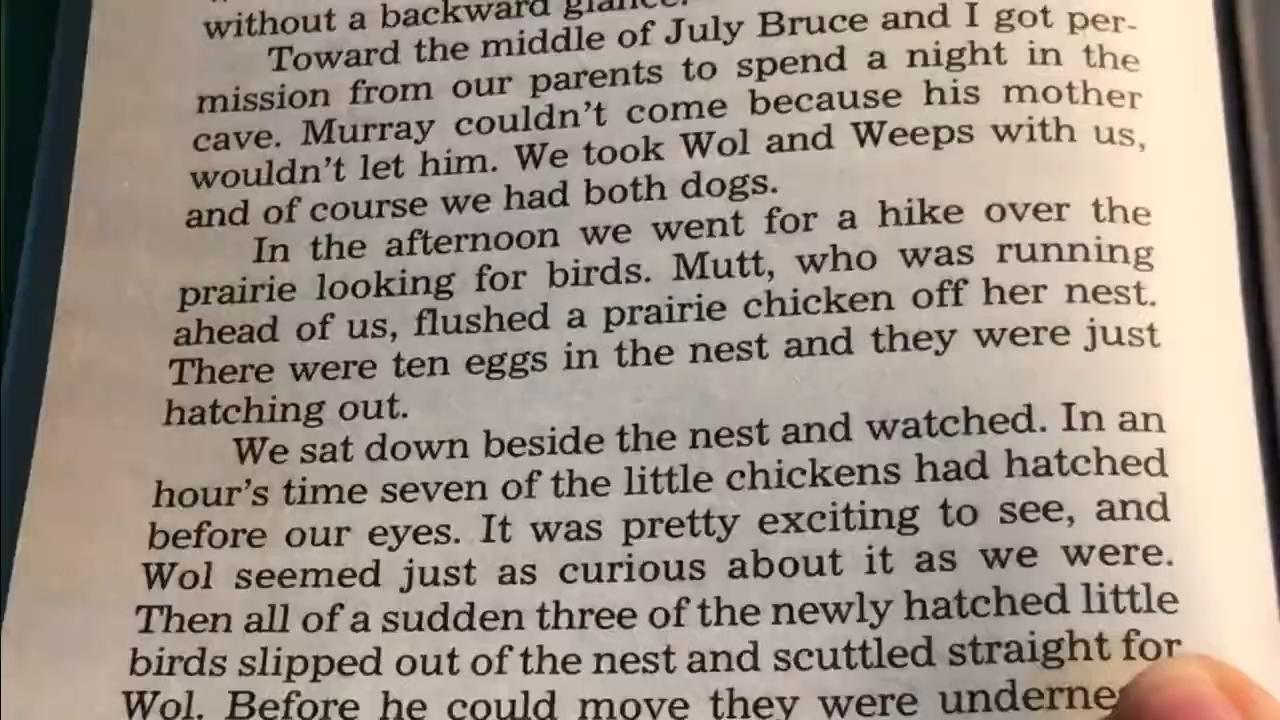 without a backward glance.
Toward the middle of July Bruce and I got per-
mission from our parents to spend a night in the
cave. Murray couldn't come because his mother
wouldn't let him. We took Wol and Weeps with us,
and of course we had both dogs.
In the afternoon we went for a hike over the
prairie looking for birds. Mutt, who was running
ahead of us, flushed a prairie chicken off her nest.
There were ten eggs in the nest and they were just
hatching out.
We sat down beside the nest and watched. In an
hour's time seven of the little chickens had hatched
before our eyes. It was pretty exciting to see, and
Wol seemed just as curious about it as we were.
Then all of a sudden three of the newly hatched little
birds slipped out of the nest and scuttled straight for
Wol. Before he could move they were